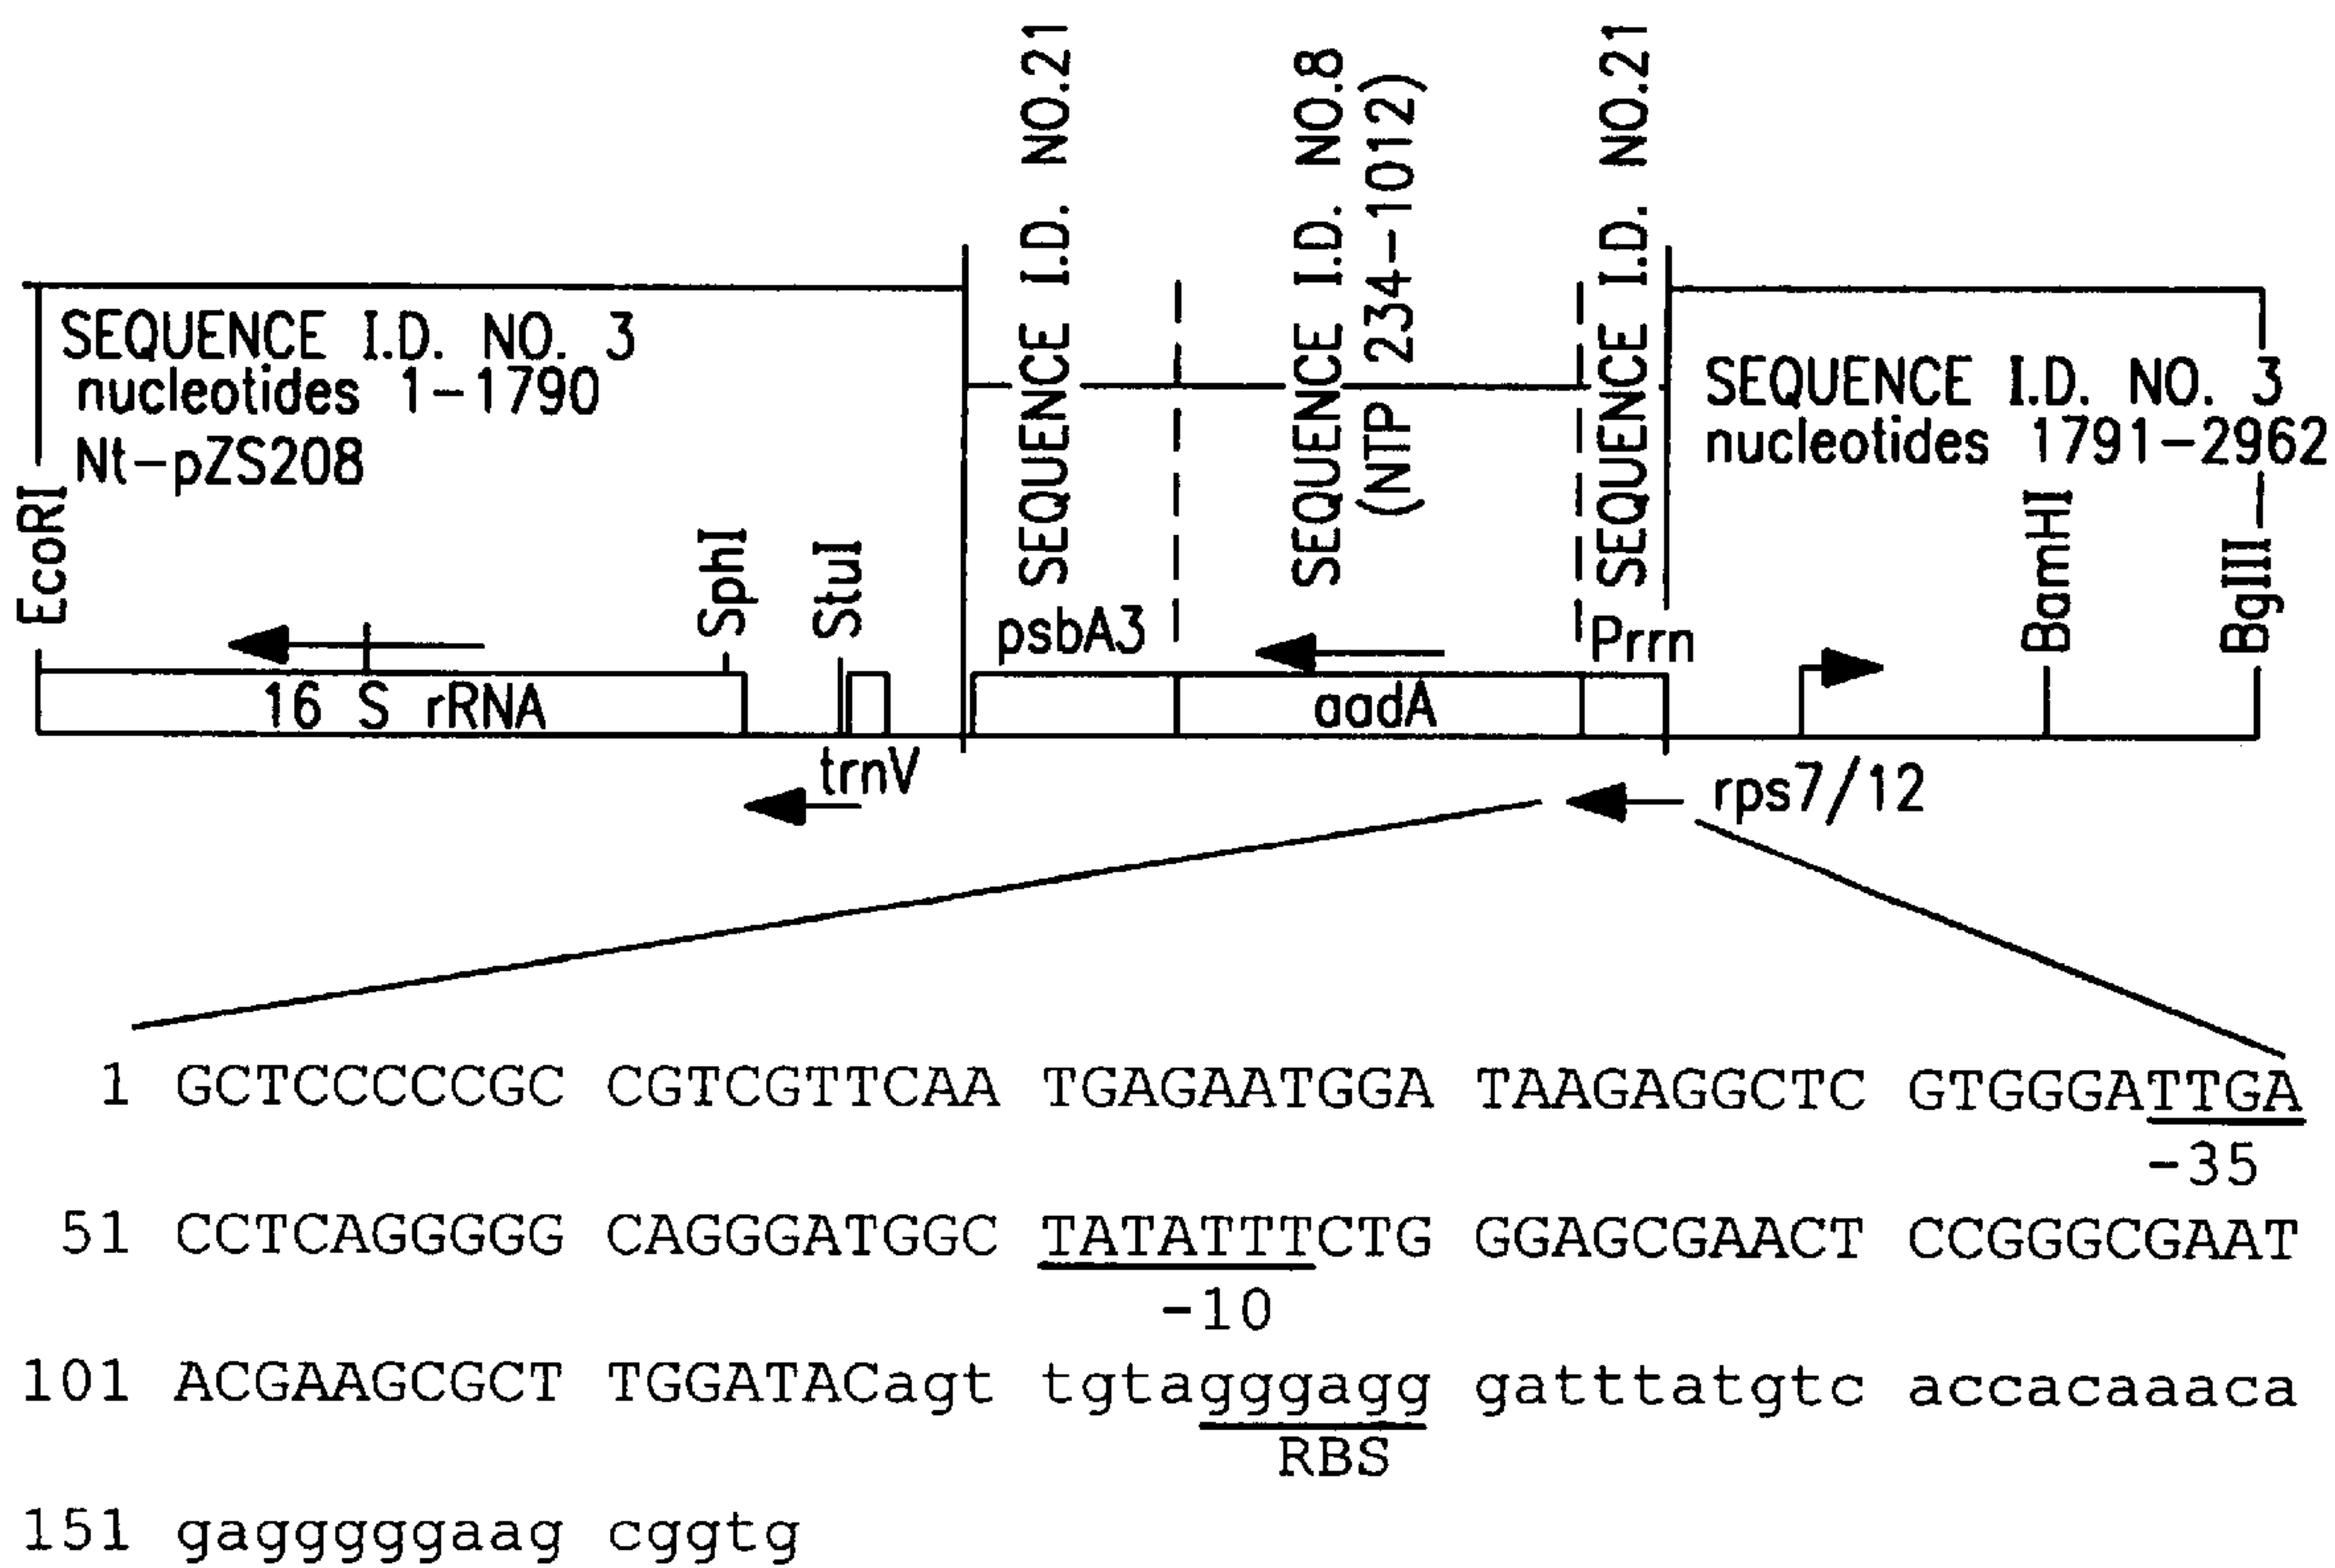 SEQUENCE I.D. NO.21
SEQUENCE I.D. NO.8
(NTP 234-1012)
SEQUENCE I.D. NO.21
SEQUENCE I.D. NO. 3
nucleotides 1-1790
Nt-pZS208
SEQUENCE I.D. NO. 3
nucleotides 1791-2962
EcoRI
SphI
StuI
psbA3
Prrn
BamHI
BglII
16 S rRNA
aadA
trnV
rps7/12
1 GCTCCCCCGC CGTCGTTCAA TGAGAATGGA TAAGAGGCTC GTGGGATTGA
-35
51 CCTCAGGGGG CAGGGATGGC TATATTTCTG GGAGCGAACT CCGGGCGAAT
-10
101 ACGAAGCGCT TGGATACagt tgtagggagg gatttatgtc accacaaaca
RBS
151 gagggggaag cggtg